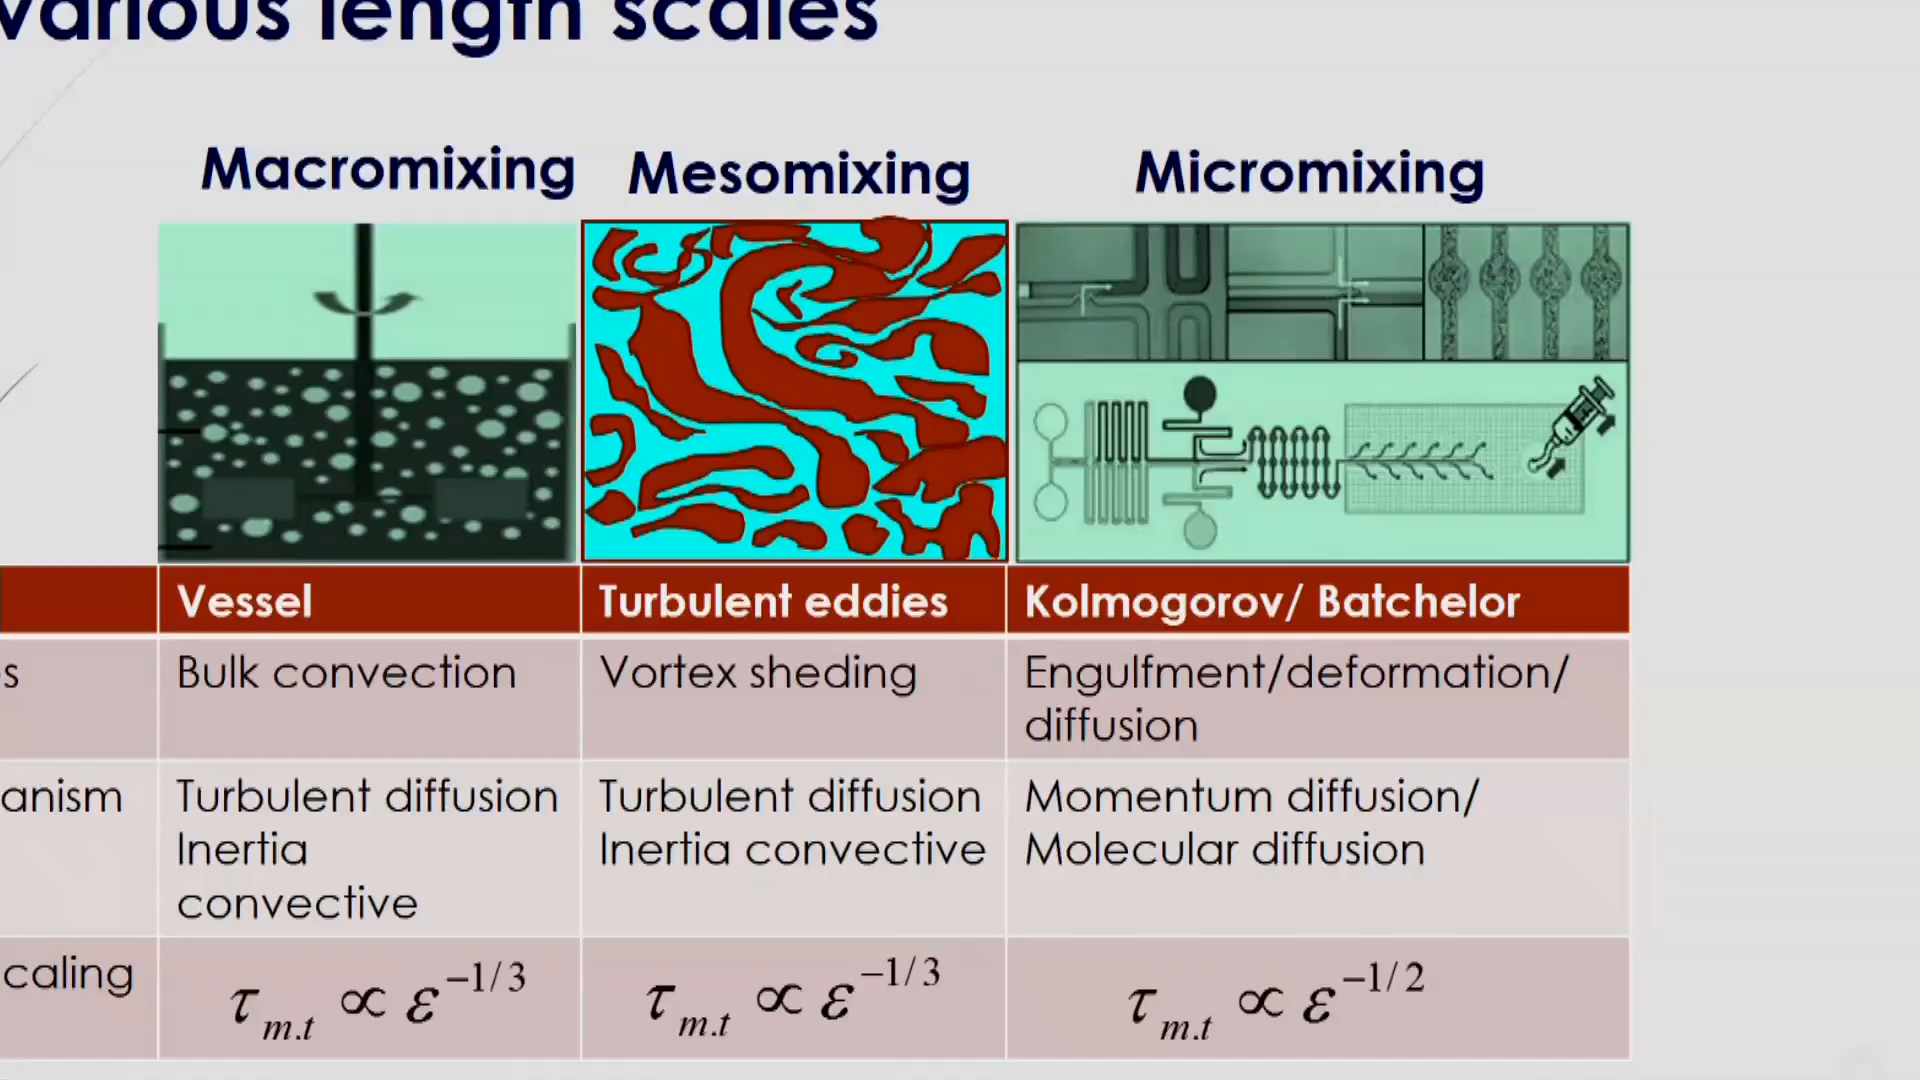 various length scales
Macromixing Mesomixing Micromixing
Vessel Turbulent eddies Kolmogorov/ Batchelor
s Bulk convection Vortex sheding Engulfment/deformation/
diffusion
anism Turbulent diffusion Turbulent diffusion Momentum diffusion/
Inertia Inertia convective Molecular diffusion
convective
caling τm.t ∝ ε^−1/3 τm.t ∝ ε^−1/3 τm.t ∝ ε^−1/2